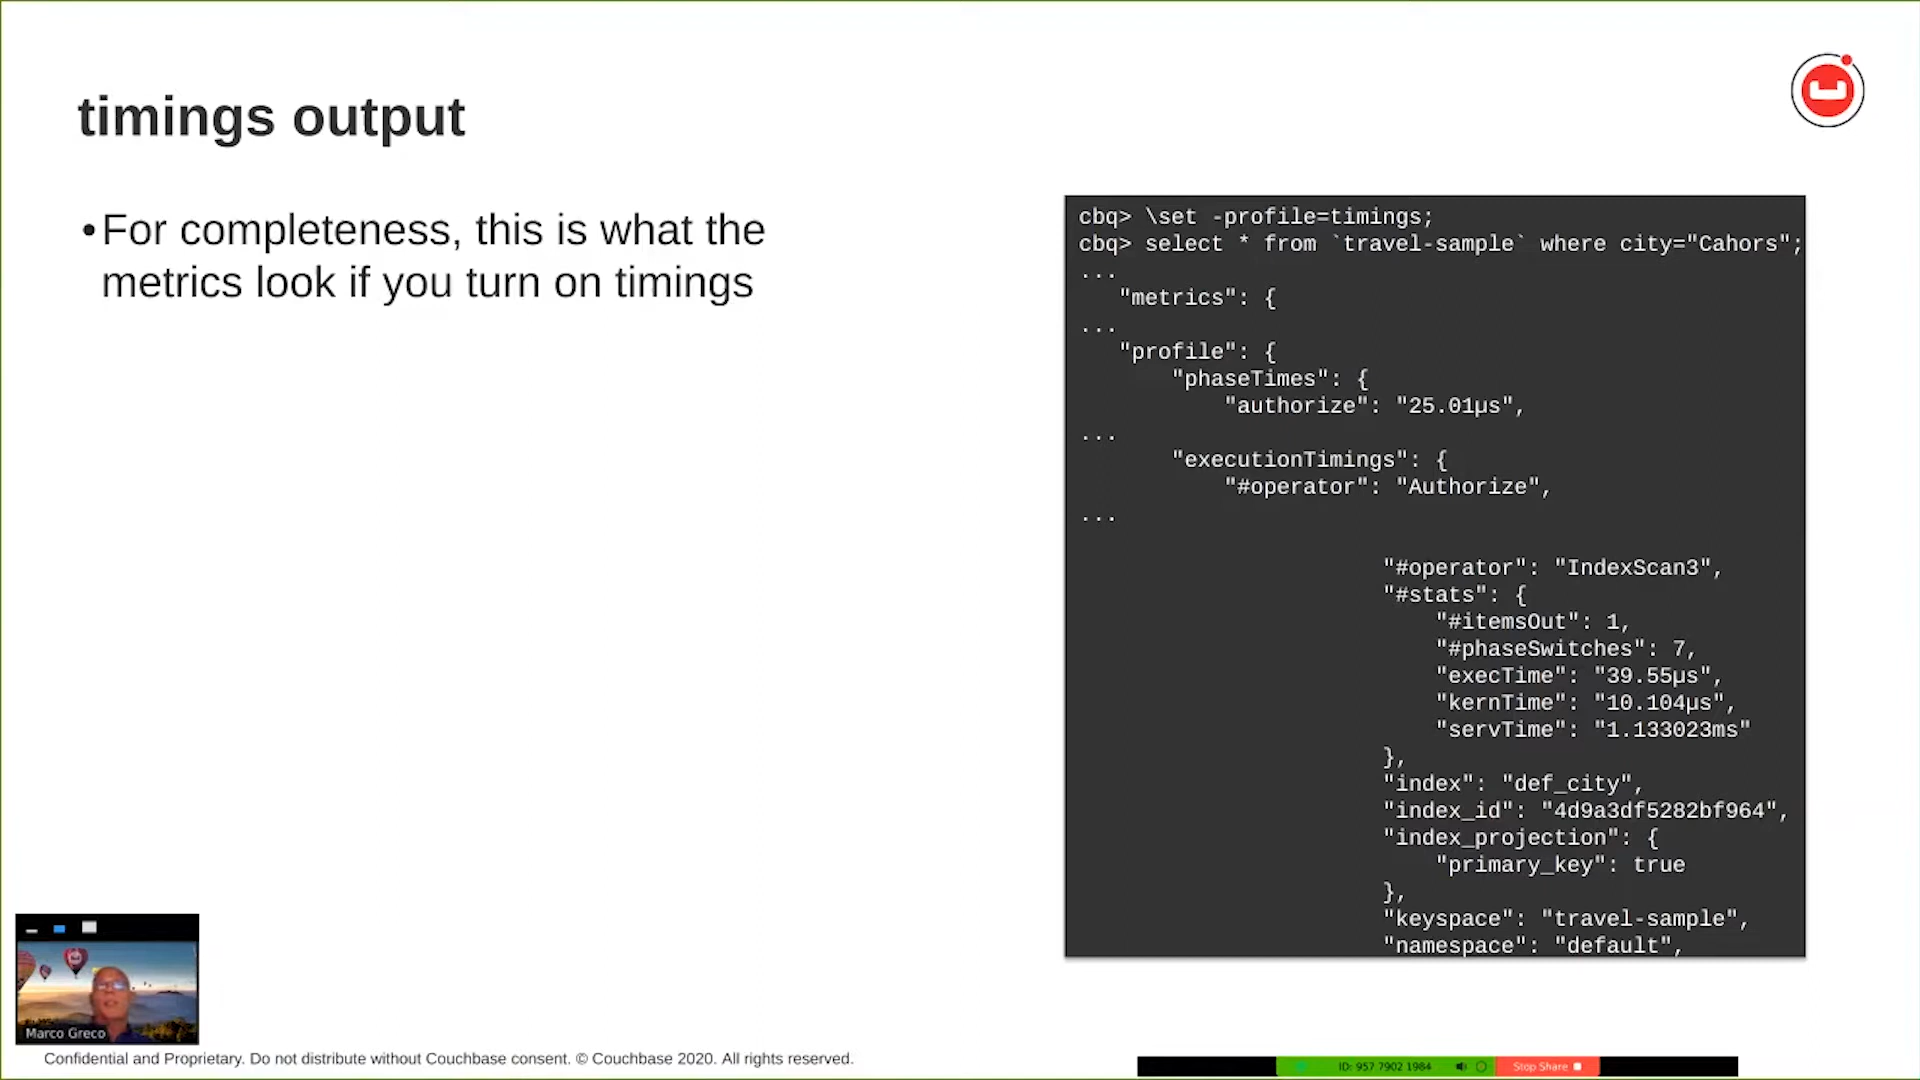 timings output
•For completeness, this is what the
metrics look if you turn on timings
cbq> \set -profile=timings;
cbq> select * from `travel-sample` where city="Cahors";
...
"metrics": {
...
"profile": {
"phaseTimes": {
"authorize": "25.01µs",
...
"executionTimings": {
"#operator": "Authorize",
...
"#operator": "IndexScan3",
"#stats": {
"#itemsOut": 1,
"#phaseSwitches": 7,
"execTime": "39.55µs",
"kernTime": "10.104µs",
"servTime": "1.133023ms"
},
"index": "def_city",
"index_id": "4d9a3df5282bf964",
"index_projection": {
"primary_key": true
},
"keyspace": "travel-sample",
"namespace": "default",
Marco Greco
Confidential and Proprietary. Do not distribute without Couchbase consent. © Couchbase 2020. All rights reserved.
ID: 957 7902 1984
Stop Share